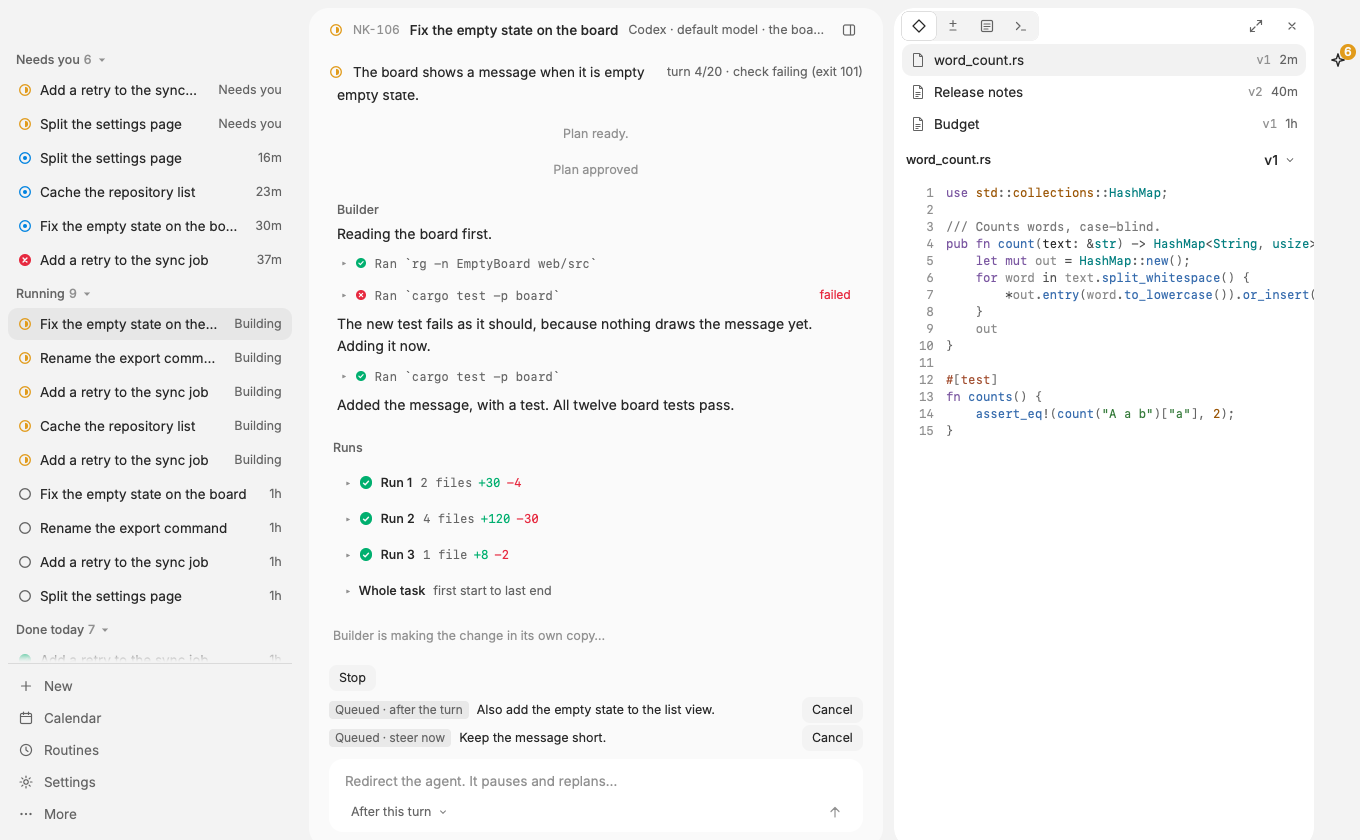 Needs you 6
Add a retry to the sync... Needs you
Split the settings page Needs you
Split the settings page 16m
Cache the repository list 23m
Fix the empty state on the bo... 30m
Add a retry to the sync job 37m
Running 9
Fix the empty state on the... Building
Rename the export comm... Building
Add a retry to the sync job Building
Cache the repository list Building
Add a retry to the sync job Building
Fix the empty state on the board 1h
Rename the export command 1h
Add a retry to the sync job 1h
Split the settings page 1h
Done today 7
Add a retry to the sync job 1h
New
Calendar
Routines
Settings
More
NK-106 Fix the empty state on the board Codex · default model · the boa...
The board shows a message when it is empty turn 4/20 · check failing (exit 101)
empty state.
Plan ready.
Plan approved
Builder
Reading the board first.
Ran `rg -n EmptyBoard web/src`
Ran `cargo test -p board` failed
The new test fails as it should, because nothing draws the message yet.
Adding it now.
Ran `cargo test -p board`
Added the message, with a test. All twelve board tests pass.
Runs
Run 1 2 files +30 −4
Run 2 4 files +120 −30
Run 3 1 file +8 −2
Whole task first start to last end
Builder is making the change in its own copy...
Stop
Queued · after the turn Also add the empty state to the list view. Cancel
Queued · steer now Keep the message short. Cancel
Redirect the agent. It pauses and replans...
After this turn
word_count.rs v1 2m
Release notes v2 40m
Budget v1 1h
word_count.rs v1
1 use std::collections::HashMap;
2
3 /// Counts words, case-blind.
4 pub fn count(text: &str) -> HashMap<String, usize>
5     let mut out = HashMap::new();
6     for word in text.split_whitespace() {
7         *out.entry(word.to_lowercase()).or_insert(
8     }
9     out
10 }
11
12 #[test]
13 fn counts() {
14     assert_eq!(count("A a b")["a"], 2);
15 }
6